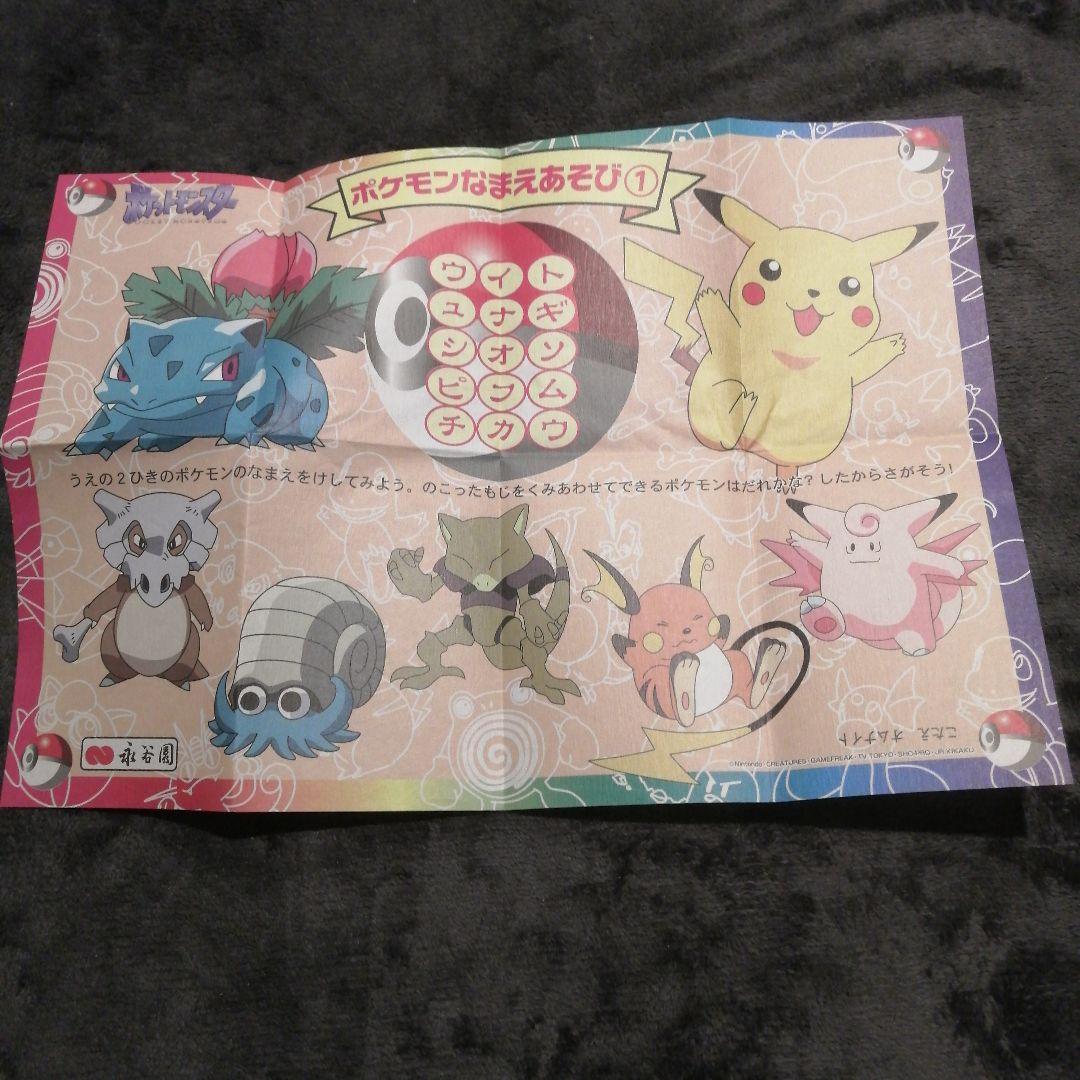 ポケットモンスター
POCKET MONSTERS
ポケモンなまえあそび①
ウ イ ト
ュ ナ ギ
シ オ ソ
ピ フ ム
チ カ ウ
うえの2ひきのポケモンのなまえをけしてみよう。のこったもじをくみあわせてできるポケモンはだれかな?したからさがそう!
永谷園
こたえ オムナイト
©Nintendo・CREATURES・GAMEFREAK・TV TOKYO・SHOPRO・JR KIKAKU